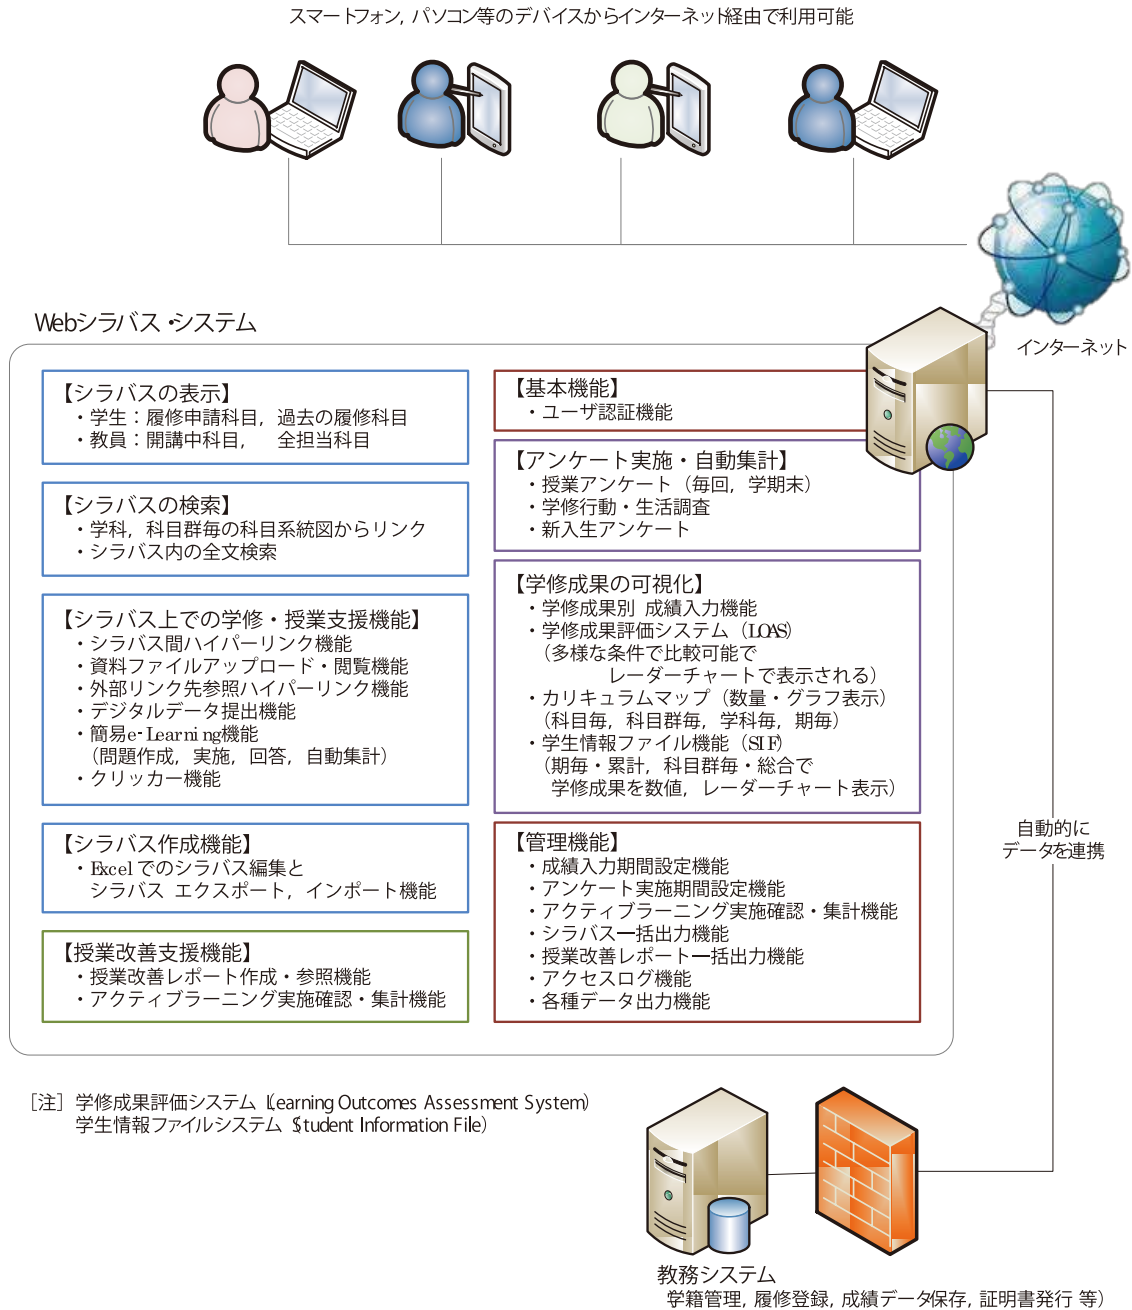 スマートフォン，パソコン等のデバイスからインターネット経由で利用可能
インターネット
Webシラバス・システム
【シラバスの表示】
・学生：履修申請科目，過去の履修科目
・教員：開講中科目，　全担当科目
【シラバスの検索】
・学科，科目群毎の科目系統図からリンク
・シラバス内の全文検索
【シラバス上での学修・授業支援機能】
・シラバス間ハイパーリンク機能
・資料ファイルアップロード・閲覧機能
・外部リンク先参照ハイパーリンク機能
・デジタルデータ提出機能
・簡易e-Learning機能
（問題作成，実施，回答，自動集計）
・クリッカー機能
【シラバス作成機能】
・Excelでのシラバス編集と
シラバス エクスポート，インポート機能
【授業改善支援機能】
・授業改善レポート作成・参照機能
・アクティブラーニング実施確認・集計機能
【基本機能】
・ユーザ認証機能
【アンケート実施・自動集計】
・授業アンケート（毎回，学期末）
・学修行動・生活調査
・新入生アンケート
【学修成果の可視化】
・学修成果別 成績入力機能
・学修成果評価システム（LOAS）
（多様な条件で比較可能で
レーダーチャートで表示される）
・カリキュラムマップ（数量・グラフ表示）
（科目毎，科目群毎，学科毎，期毎）
・学生情報ファイル機能（SIF）
（期毎・累計，科目群毎・総合で
学修成果を数値，レーダーチャート表示）
【管理機能】
・成績入力期間設定機能
・アンケート実施期間設定機能
・アクティブラーニング実施確認・集計機能
・シラバス一括出力機能
・授業改善レポート一括出力機能
・アクセスログ機能
・各種データ出力機能
自動的に
データを連携
［注］学修成果評価システム（Learning Outcomes Assessment System）
学生情報ファイルシステム（Student Information File）
教務システム
（学籍管理，履修登録，成績データ保存，証明書発行 等）